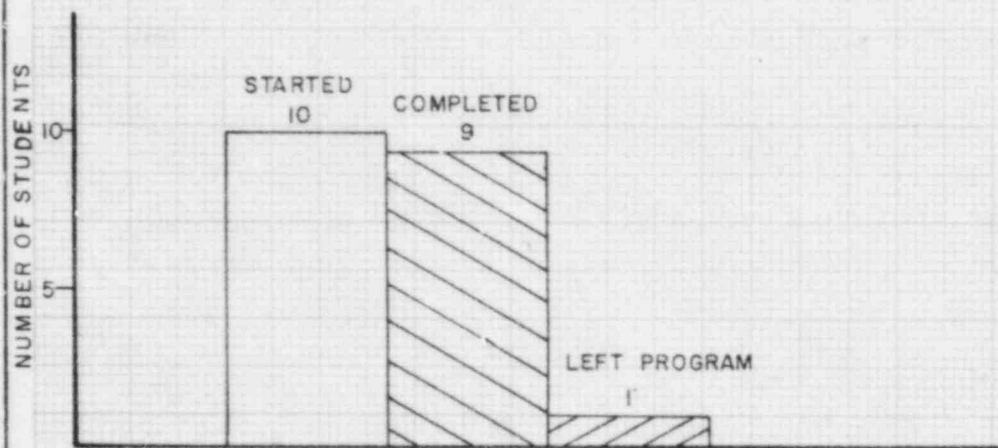 NUMBER OF STUDENTS
10
5
STARTED
10
COMPLETED
9
LEFT PROGRAM
1